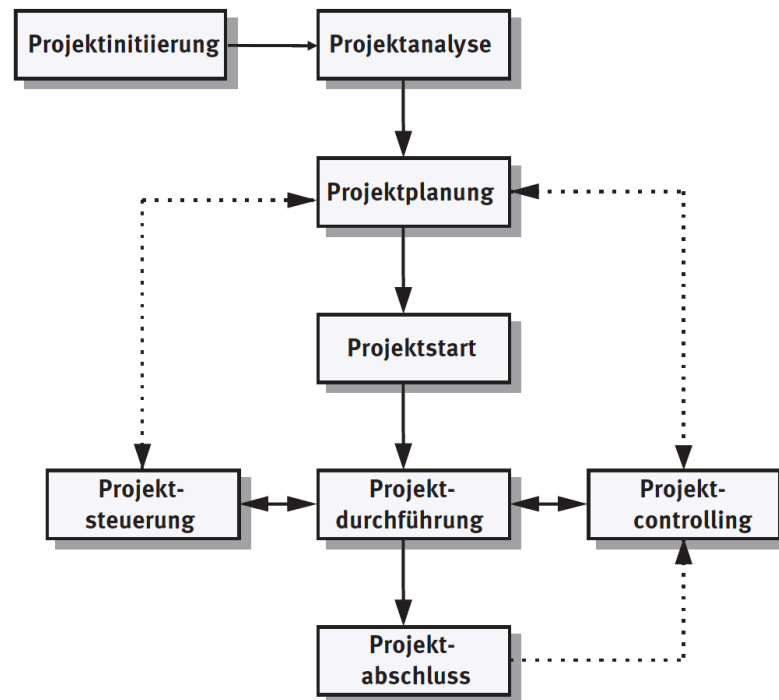 Projektinitiierung
Projektanalyse
Projektplanung
Projektstart
Projekt-
steuerung
Projekt-
durchführung
Projekt-
controlling
Projekt-
abschluss